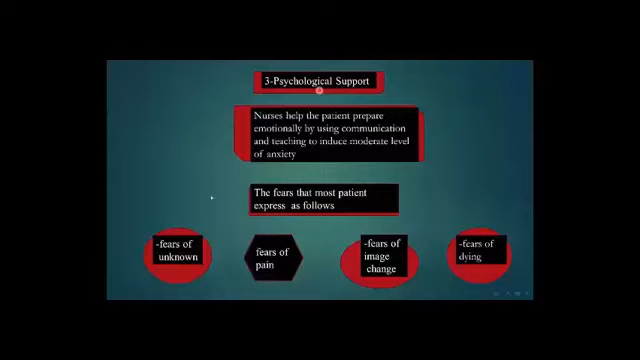 3-Psychological Support
Nurses help the patient prepare
emotionally by using communication
and teaching to induce moderate level
of anxiety
The fears that most patient
express as follows
-fears of
unknown
fears of
pain
-fears of
image
change
-fears of
dying